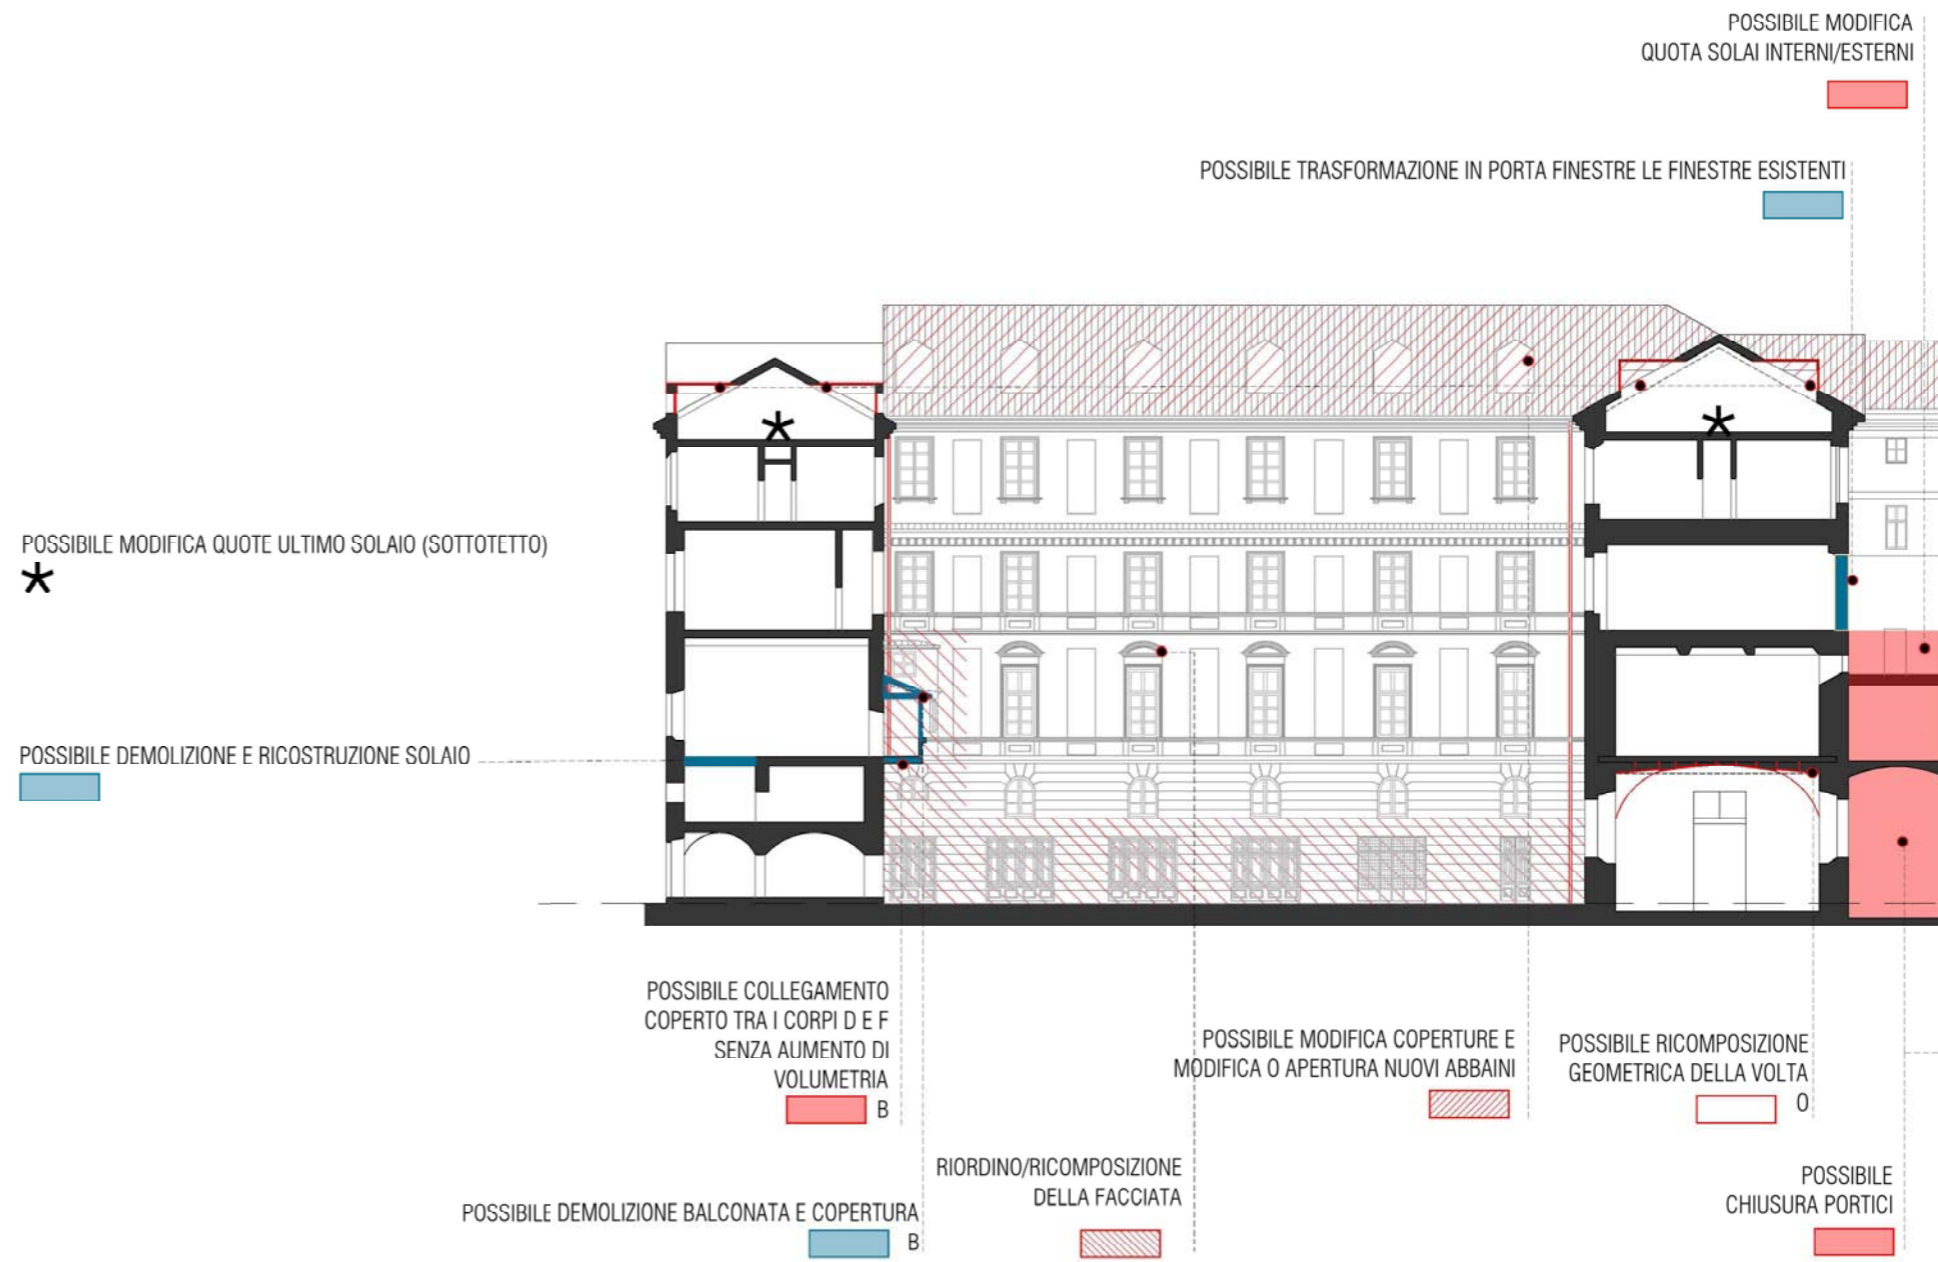 POSSIBILE MODIFICA
QUOTA SOLAI INTERNI/ESTERNI
POSSIBILE TRASFORMAZIONE IN PORTA FINESTRE LE FINESTRE ESISTENTI
POSSIBILE MODIFICA QUOTE ULTIMO SOLAIO (SOTTOTETTO)
*
*
*
POSSIBILE DEMOLIZIONE E RICOSTRUZIONE SOLAIO
POSSIBILE COLLEGAMENTO
COPERTO TRA I CORPI D E F
SENZA AUMENTO DI
VOLUMETRIA
B
POSSIBILE MODIFICA COPERTURE E
MODIFICA O APERTURA NUOVI ABBAINI
POSSIBILE RICOMPOSIZIONE
GEOMETRICA DELLA VOLTA
O
RIORDINO/RICOMPOSIZIONE
DELLA FACCIATA
POSSIBILE DEMOLIZIONE BALCONATA E COPERTURA
B
POSSIBILE
CHIUSURA PORTICI